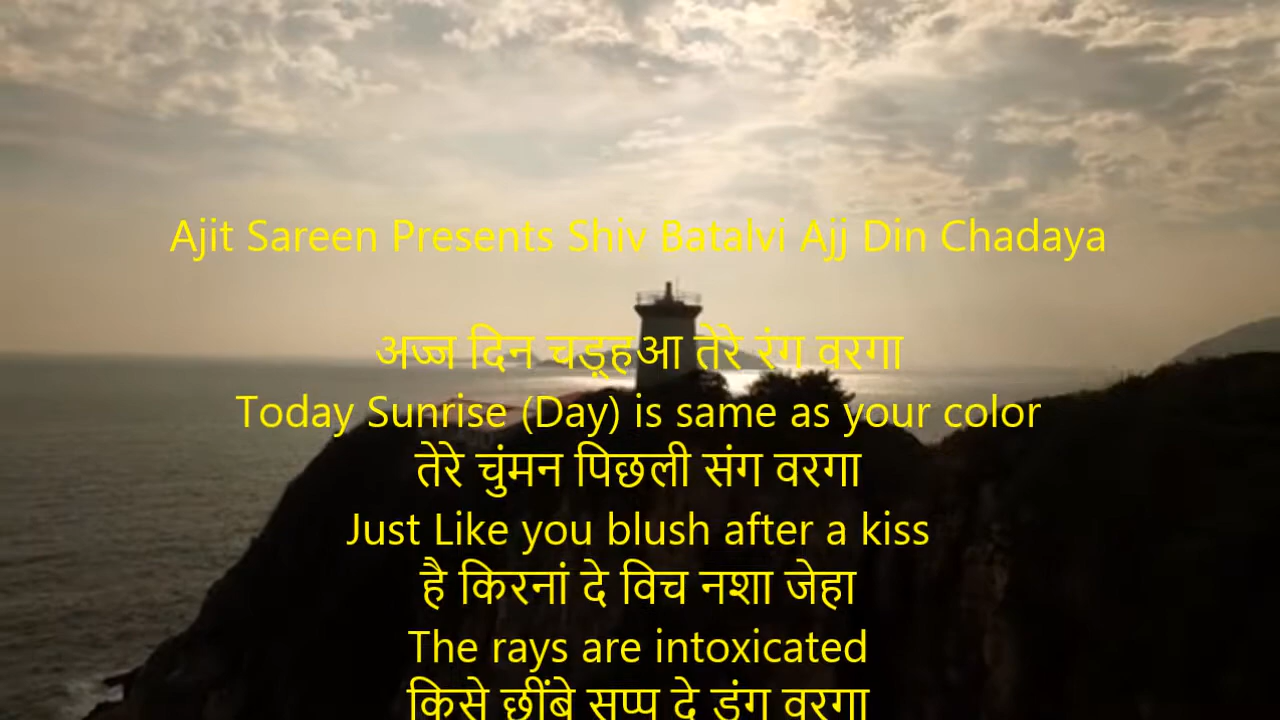 Ajit Sareen Presents Shiv Batalvi Ajj Din Chadaya
अज्ज दिन चड़्हआ तेरे रंग वरगा
Today Sunrise (Day) is same as your color
तेरे चुंमन पिछली संग वरगा
Just Like you blush after a kiss
है किरनां दे विच नशा जेहा
The rays are intoxicated
किसे छींबे सप्प दे डंग वरगा